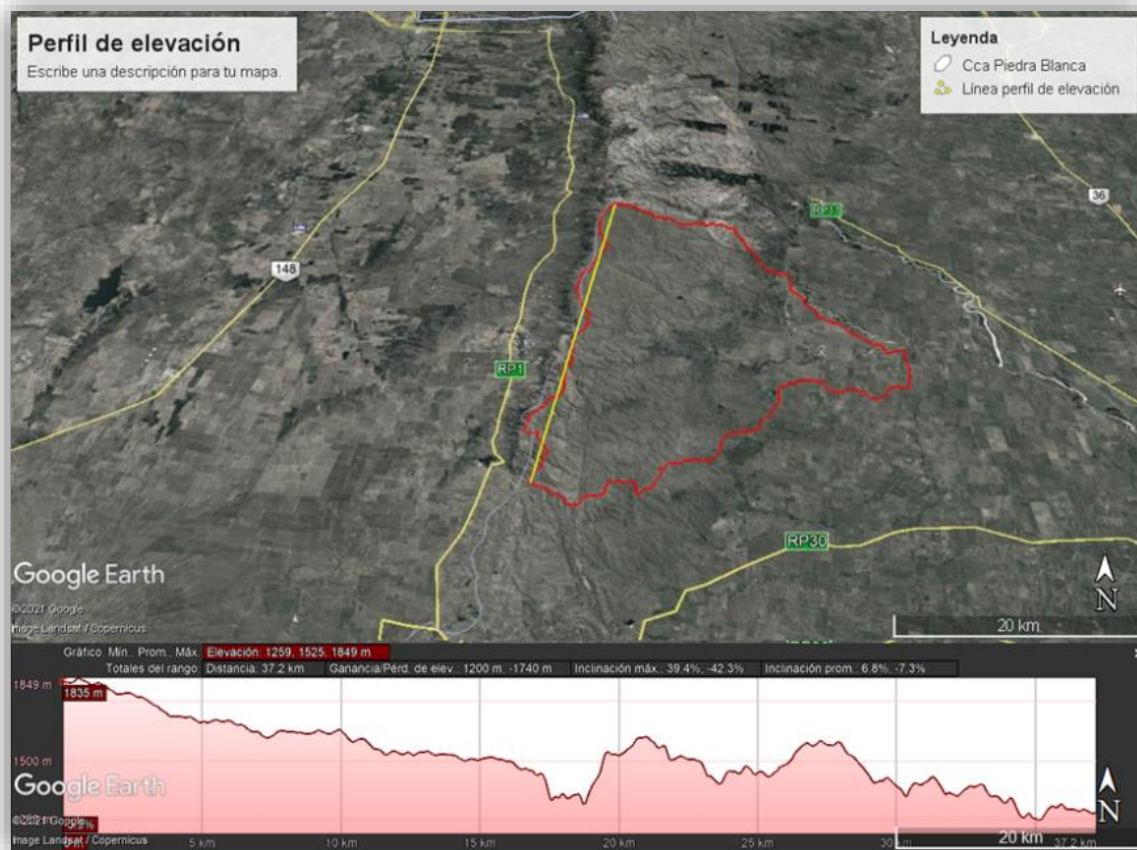 Perfil de elevación
Escribe una descripción para tu mapa.
Leyenda
Cca Piedra Blanca
Línea perfil de elevación
36
RP11
148
RP1
RP30
Google Earth
©2021 Google
Image Landsat / Copernicus
N
20 km
Gráfico. Mín., Prom., Máx. Elevación: 1259, 1525, 1849 m
Totales del rango: Distancia: 37.2 km Ganancia/Pérd. de elev.: 1200 m, -1740 m Inclinación máx.: 39.4%, -42.3% Inclinación prom.: 6.8%, -7.3%
1849 m
1835 m
1500 m
Google Earth
N
©2021 Google
20 km
Image Landsat / Copernicus
5 km 10 km 15 km 20 km 25 km 37.2 km